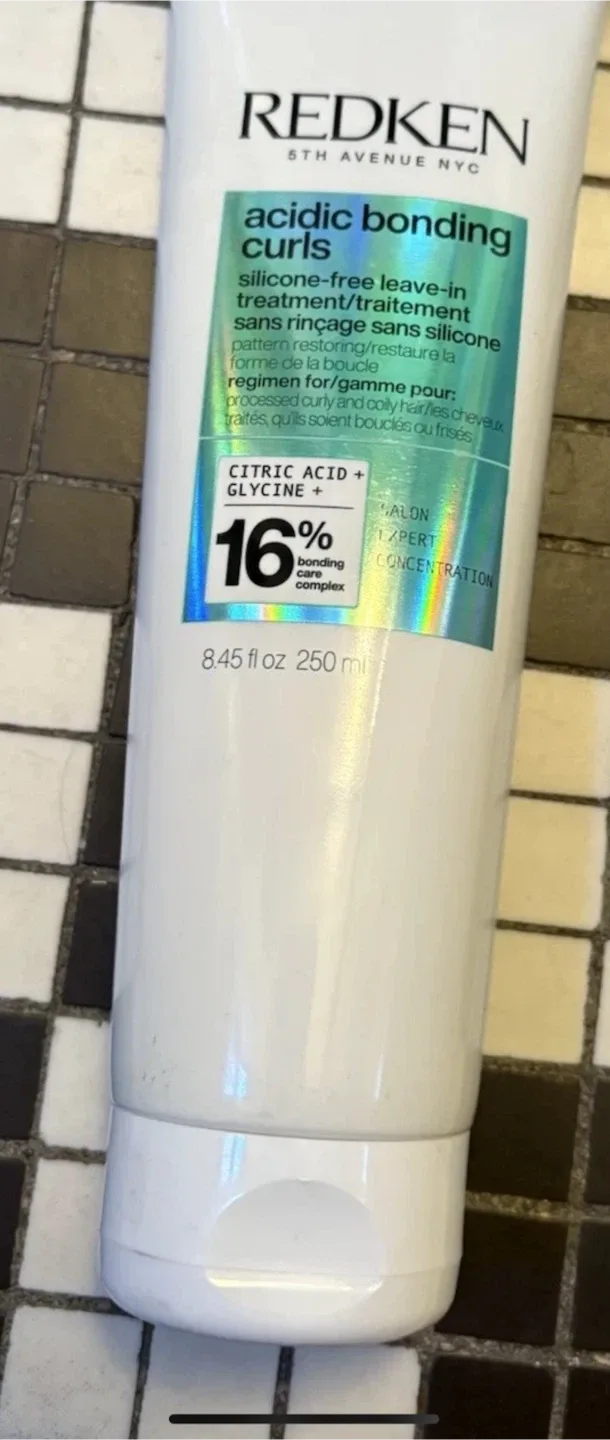 REDKEN
5TH AVENUE NYC
acidic bonding
curls
silicone-free leave-in
treatment/traitement
sans rinçage sans silicone
pattern restoring/restaure la
forme de la boucle
regimen for/gamme pour:
processed curly and coily hair/les cheveux
traités, qu'ils soient bouclés ou frisés
CITRIC ACID +
GLYCINE +
16%
bonding
care
complex
SALON
EXPERT
CONCENTRATION
8.45 fl oz 250 ml